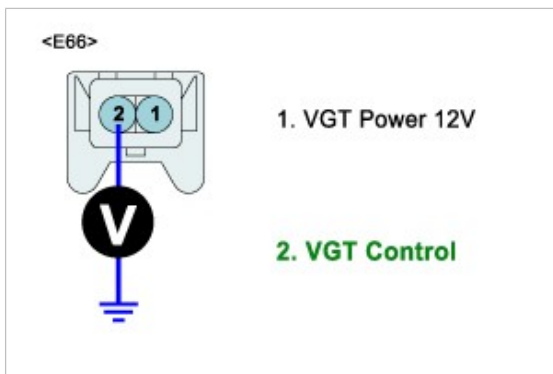 <E66>
2 1
1. VGT Power 12V
V
2. VGT Control